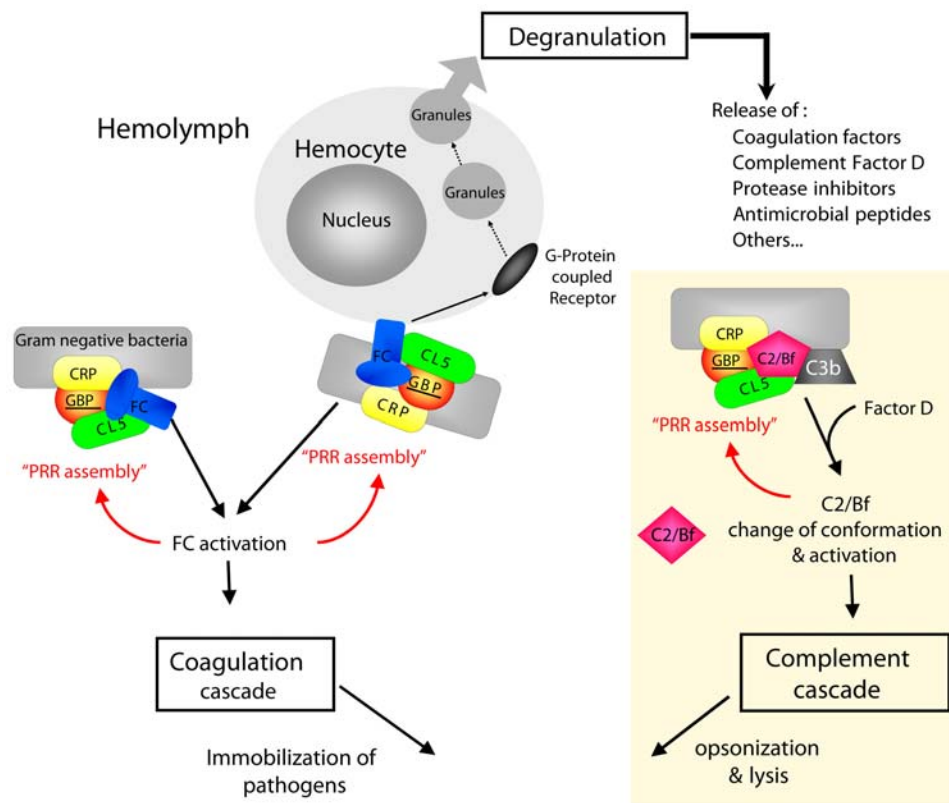 Degranulation
Release of :
Coagulation factors
Complement Factor D
Protease inhibitors
Antimicrobial peptides
Others...
Hemolymph
Hemocyte
Nucleus
Granules
Granules
G-Protein
coupled
Receptor
Gram negative bacteria
CRP
GBP
FC
CL5
"PRR assembly"
FC
CL5
GBP
CRP
"PRR assembly"
FC activation
Coagulation
cascade
Immobilization of
pathogens
CRP
GBP
C2/Bf
C3b
CL5
"PRR assembly"
Factor D
C2/Bf
C2/Bf
change of conformation
& activation
Complement
cascade
opsonization
& lysis